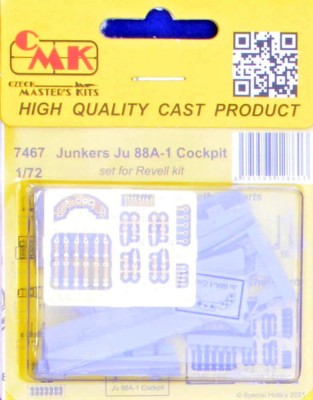 CMK
CZECH
MASTER'S KITS
HIGH QUALITY CAST PRODUCT
7467 Junkers Ju 88A-1 Cockpit
1/72
set for Revell kit
Ju 88A-1 Cockpit
© Special Hobby 2021